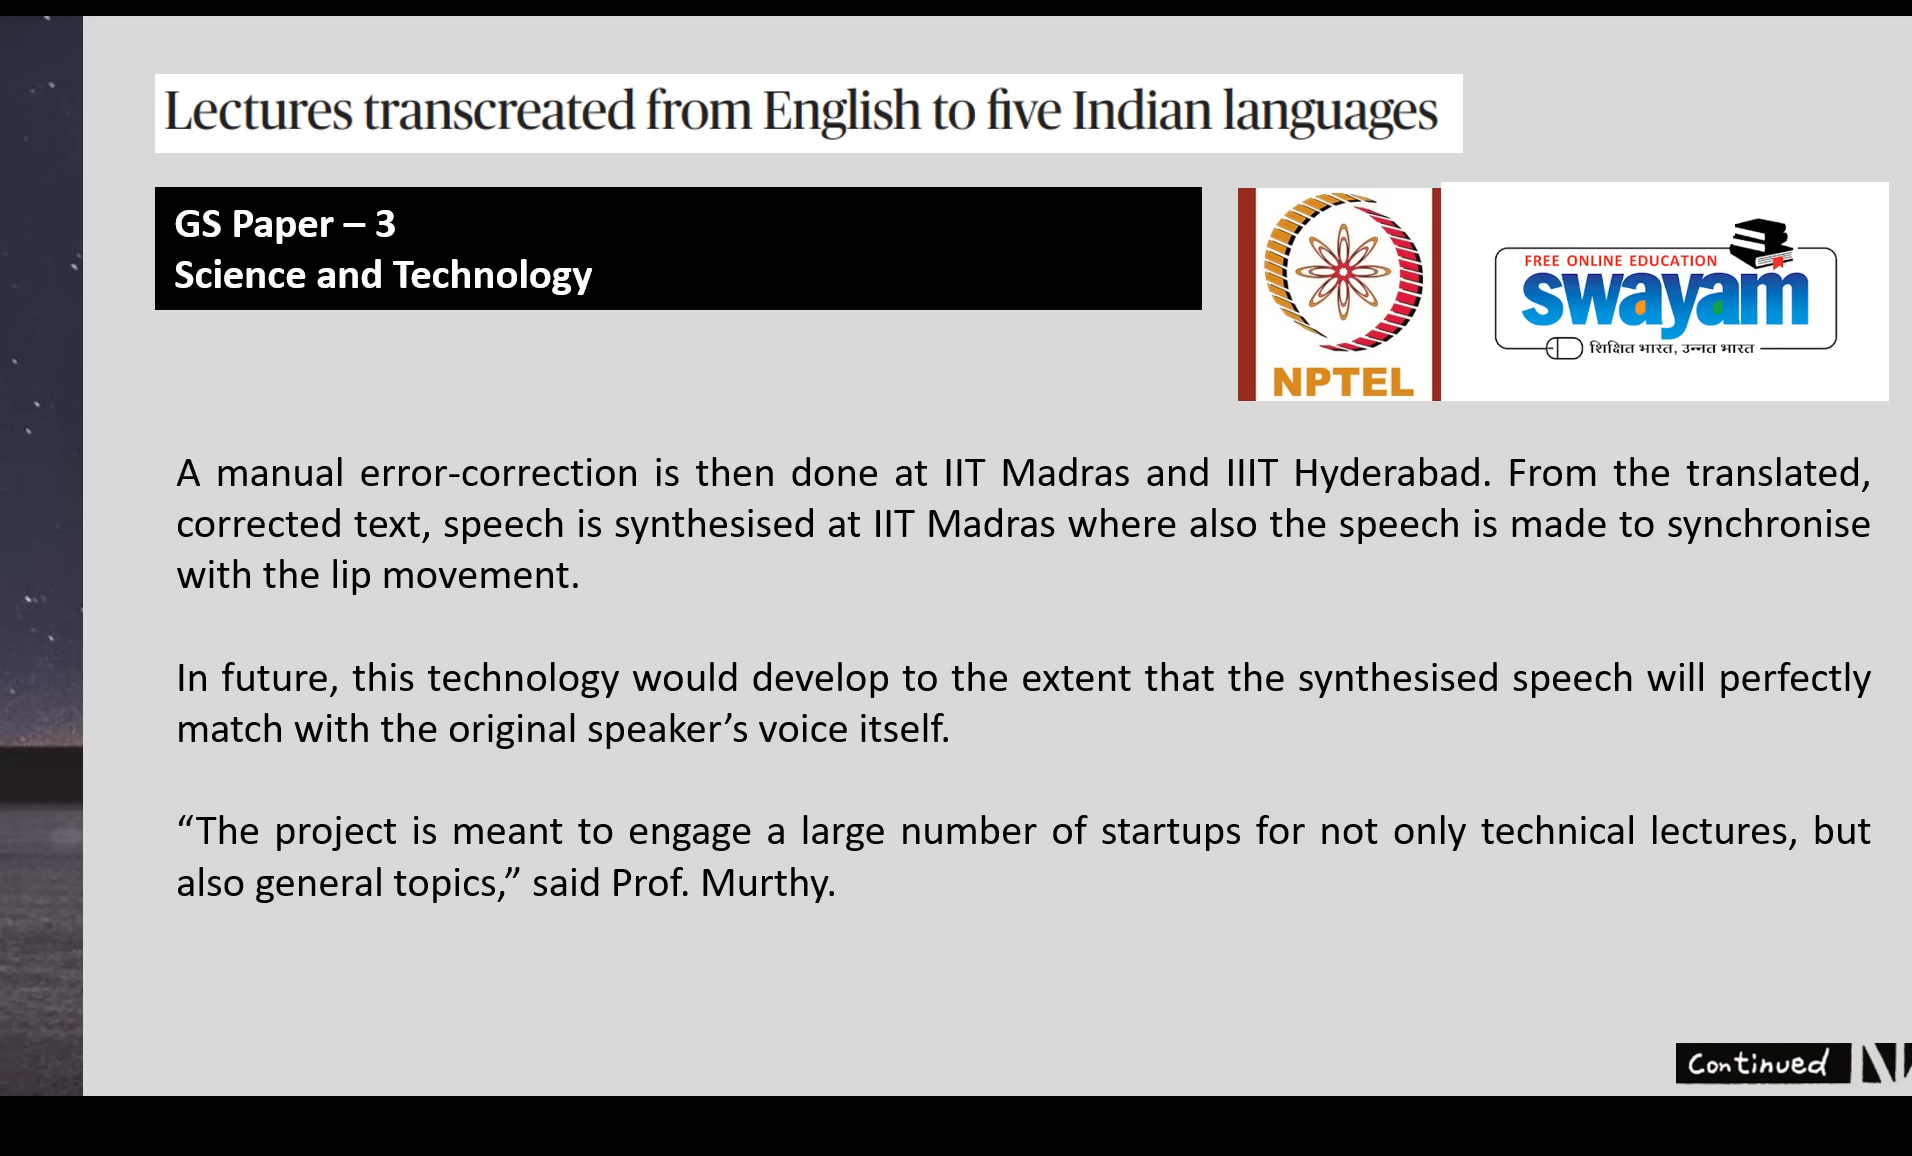 Lectures transcreated from English to five Indian languages
GS Paper – 3
Science and Technology
NPTEL
FREE ONLINE EDUCATION
swayam
शिक्षित भारत, उन्नत भारत
A manual error-correction is then done at IIT Madras and IIIT Hyderabad. From the translated,
corrected text, speech is synthesised at IIT Madras where also the speech is made to synchronise
with the lip movement.
In future, this technology would develop to the extent that the synthesised speech will perfectly
match with the original speaker’s voice itself.
“The project is meant to engage a large number of startups for not only technical lectures, but
also general topics,” said Prof. Murthy.
Continued